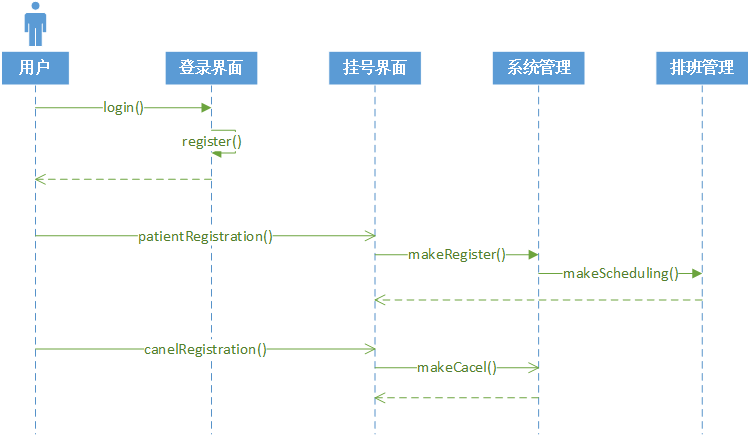 用户
登录界面
挂号界面
系统管理
排班管理
login()
register()
patientRegistration()
makeRegister()
makeScheduling()
canelRegistration()
makeCacel()